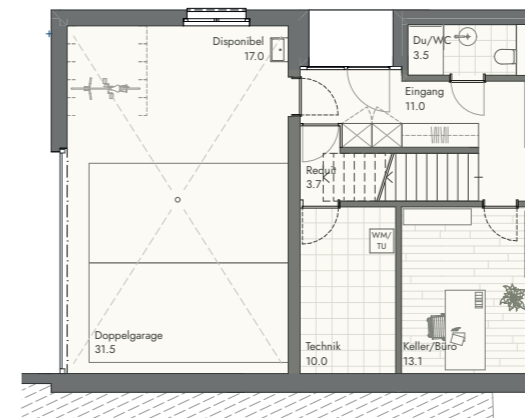 Disponibel
17.0
Du/WC
3.5
Eingang
11.0
Reduit
3.7
WM/
TU
Doppelgarage
31.5
Technik
10.0
Keller/Büro
13.1